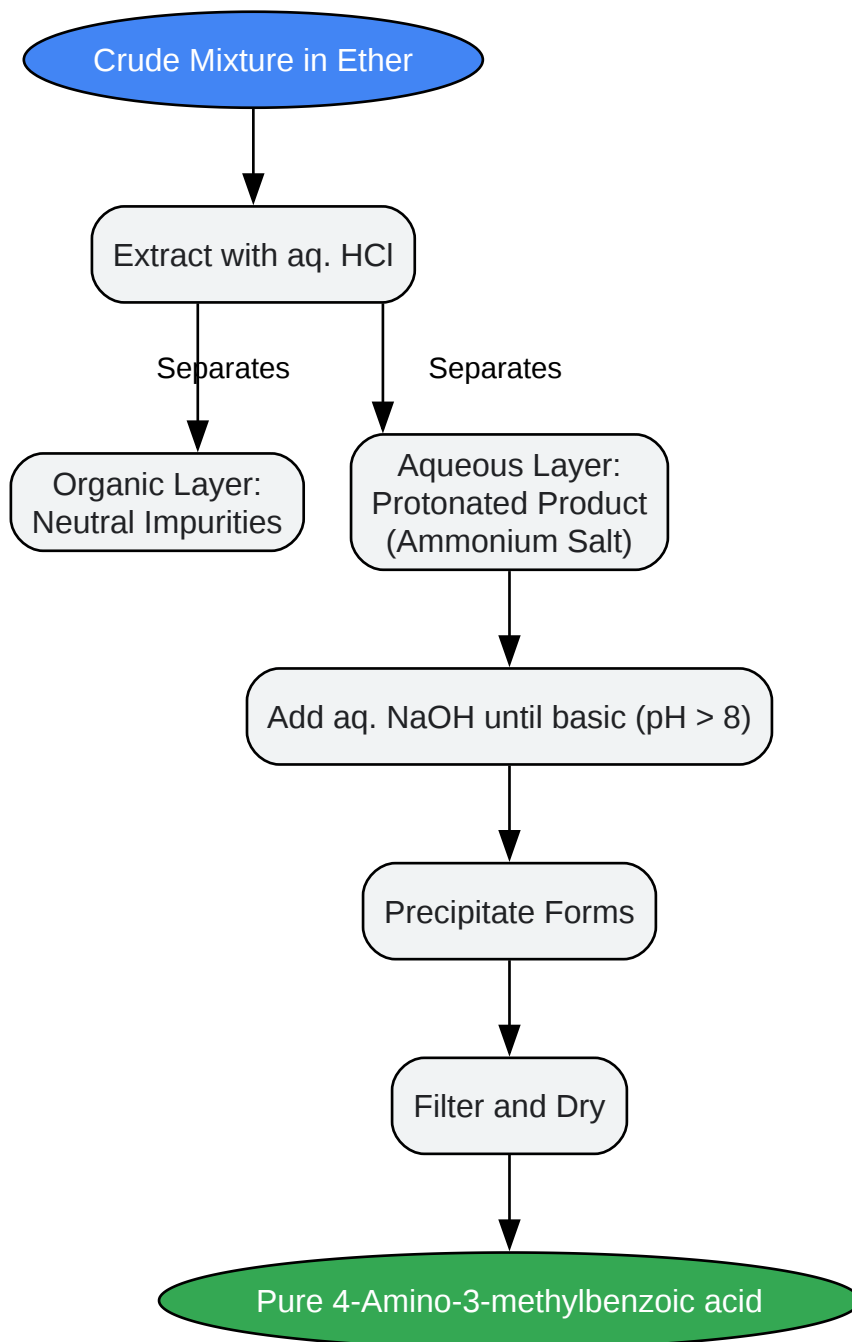 Crude Mixture in Ether
Extract with aq. HCl
Separates
Separates
Organic Layer:
Neutral Impurities
Aqueous Layer:
Protonated Product
(Ammonium Salt)
Add aq. NaOH until basic (pH > 8)
Precipitate Forms
Filter and Dry
Pure 4-Amino-3-methylbenzoic acid